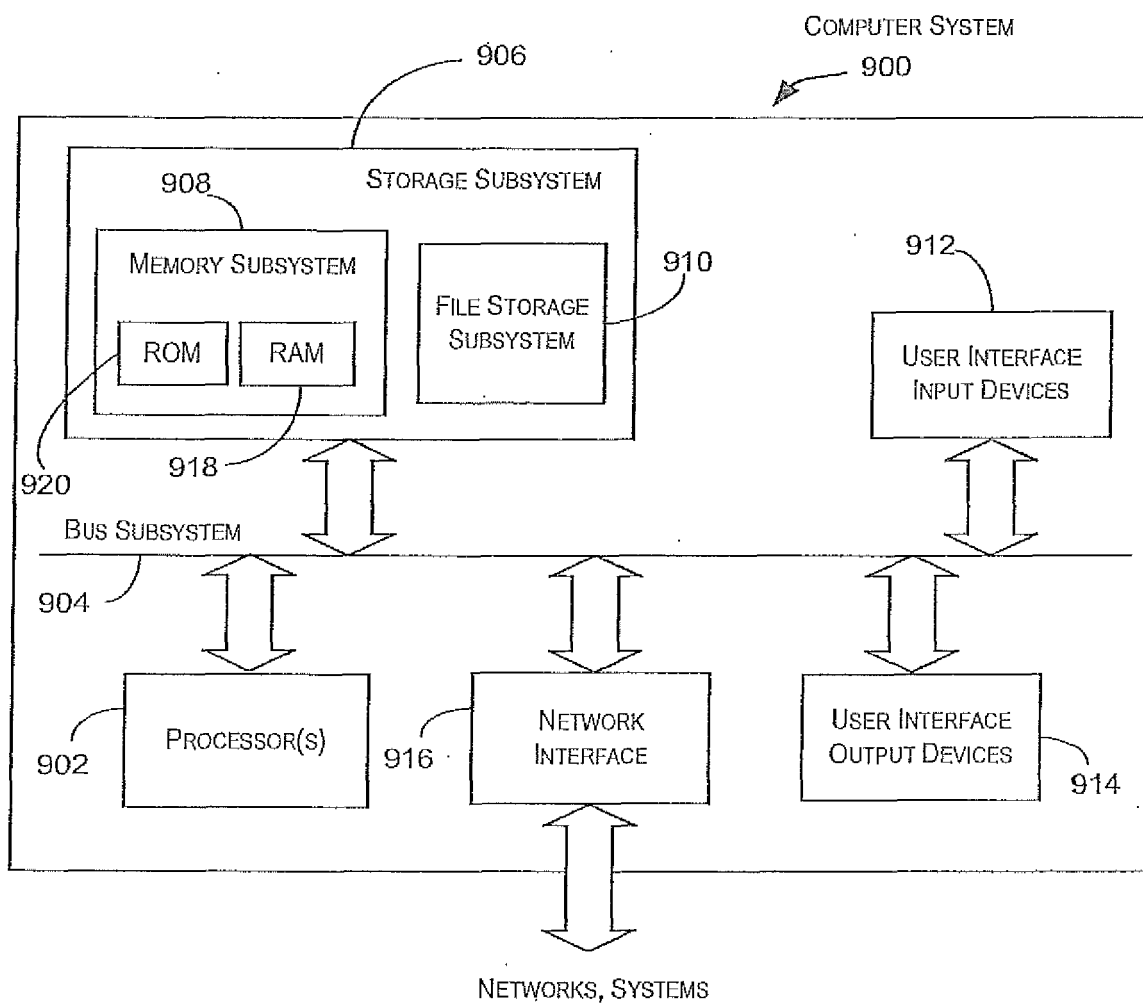 COMPUTER SYSTEM
900
906
STORAGE SUBSYSTEM
908
MEMORY SUBSYSTEM
ROM
RAM
920
918
FILE STORAGE
SUBSYSTEM
910
912
USER INTERFACE
INPUT DEVICES
BUS SUBSYSTEM
904
PROCESSOR(S)
902
NETWORK
INTERFACE
916
USER INTERFACE
OUTPUT DEVICES
914
NETWORKS, SYSTEMS